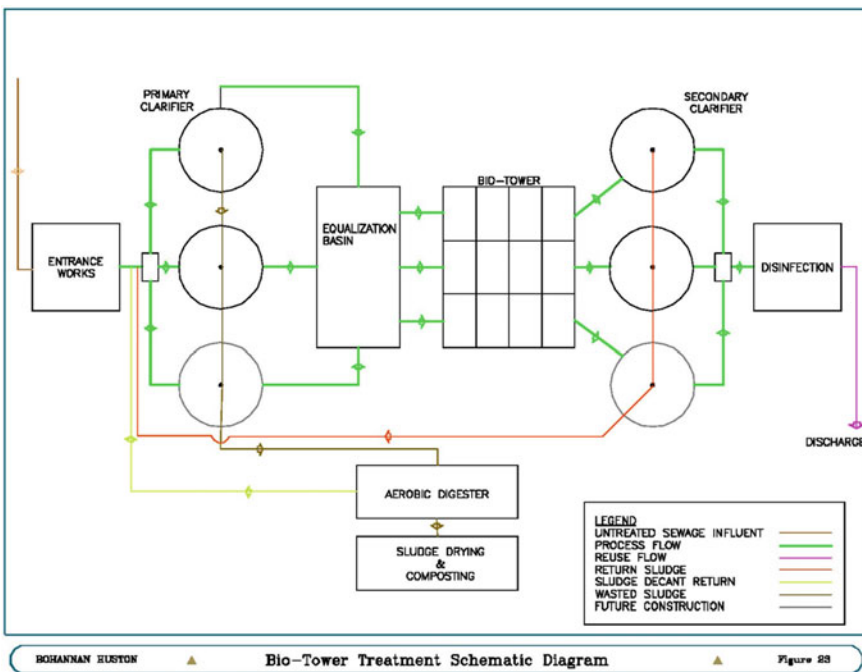 PRIMARY
CLARIFIER
SECONDARY
CLARIFIER
BIO-TOWER
EQUALIZATION
BASIN
ENTRANCE
WORKS
DISINFECTION
DISCHARGE
AEROBIC DIGESTER
SLUDGE DRYING
&
COMPOSTING
LEGEND
UNTREATED SEWAGE INFLUENT
PROCESS FLOW
REUSE FLOW
RETURN SLUDGE
SLUDGE DECANT RETURN
WASTED SLUDGE
FUTURE CONSTRUCTION
BOHANNAN HUSTON
Bio-Tower Treatment Schematic Diagram
Figure 23